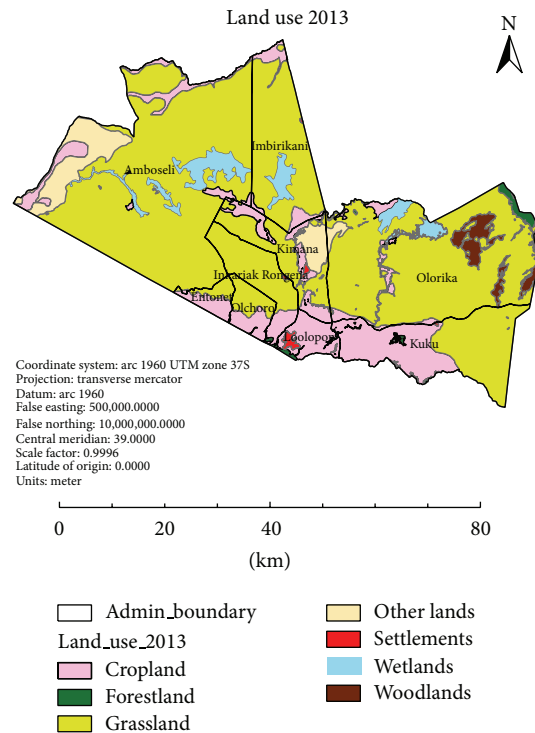 Land use 2013
N
Imbirikani
Amboseli
Kimana
Inkariak Rongena
Olorika
Entonet
Olchoro
Loolopon
Kuku
Coordinate system: arc 1960 UTM zone 37S
Projection: transverse mercator
Datum: arc 1960
False easting: 500,000.0000
False northing: 10,000,000.0000
Central meridian: 39.0000
Scale factor: 0.9996
Latitude of origin: 0.0000
Units: meter
0 20 40 80
(km)
Admin_boundary
Land_use_2013
Cropland
Forestland
Grassland
Other lands
Settlements
Wetlands
Woodlands